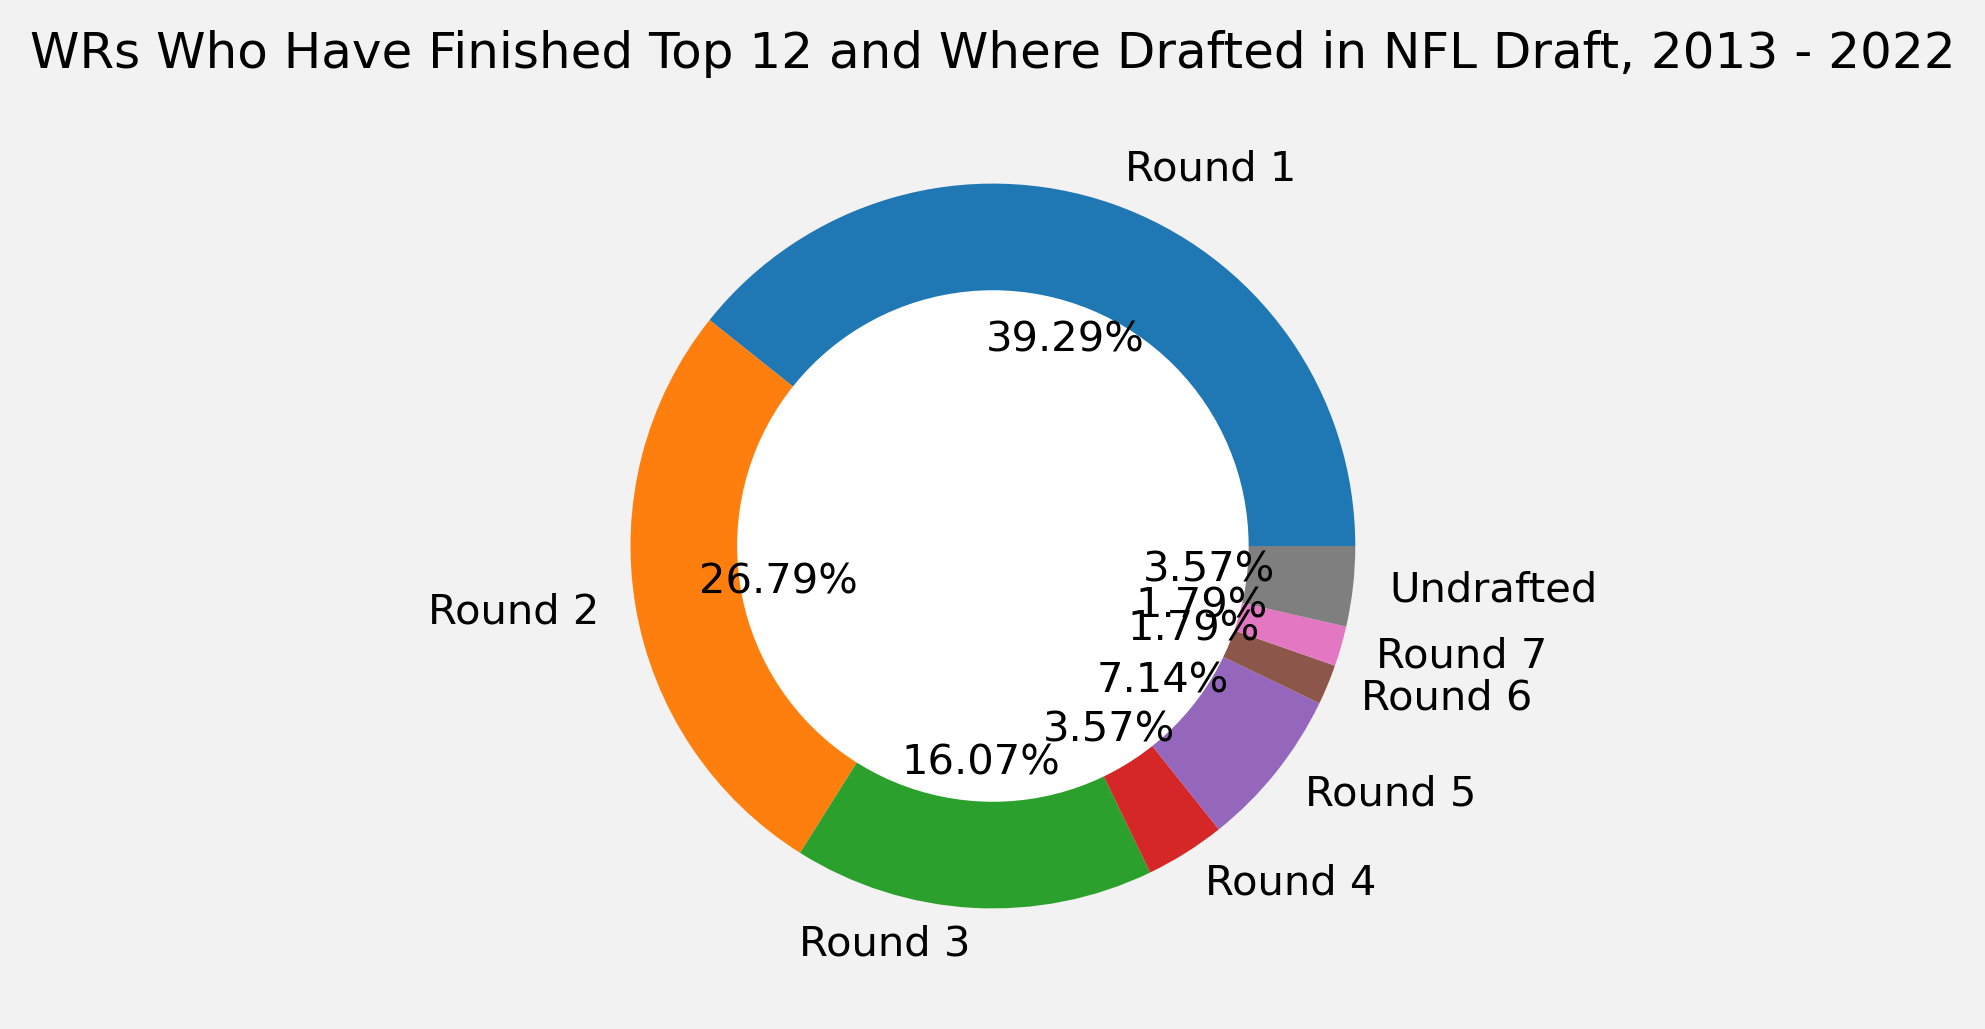 WRs Who Have Finished Top 12 and Where Drafted in NFL Draft, 2013 - 2022
Round 1
39.29%
Round 2
26.79%
Round 3
16.07%
Round 4
3.57%
Round 5
7.14%
Round 6
1.79%
Round 7
1.79%
Undrafted
3.57%